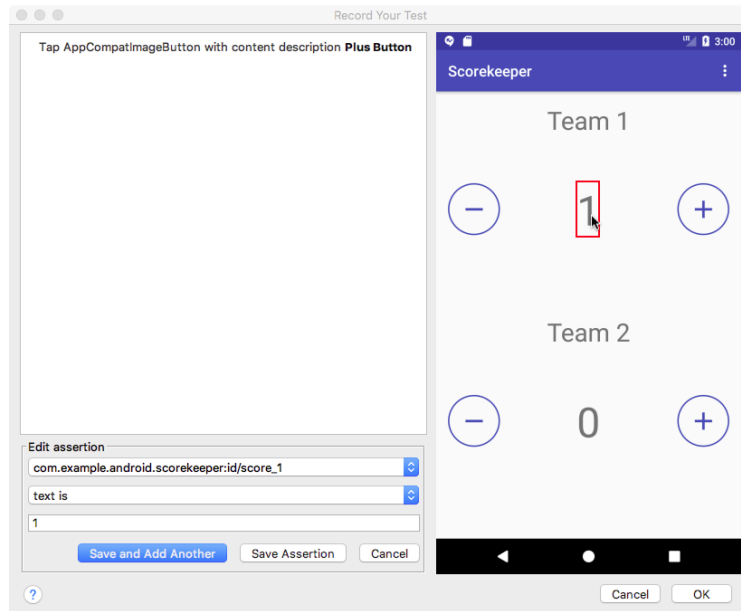 Record Your Test
Tap AppCompatImageButton with content description Plus Button
3:00
Scorekeeper
Team 1
1
Team 2
0
Edit assertion
com.example.android.scorekeeper:id/score_1
text is
1
Save and Add Another Save Assertion Cancel
? Cancel OK